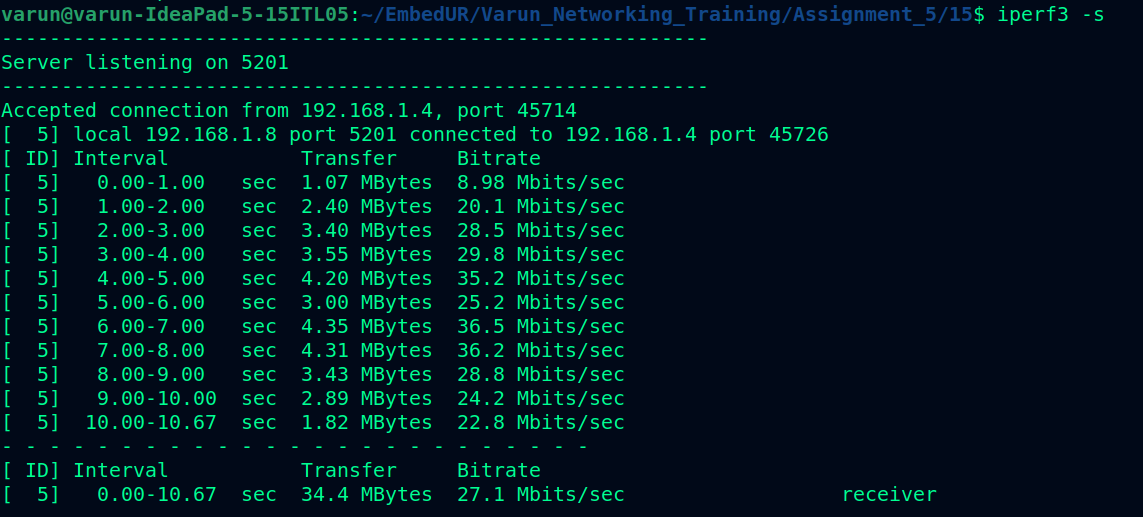 varun@varun-IdeaPad-5-15ITL05:~/EmbedUR/Varun_Networking_Training/Assignment_5/15$ iperf3 -s
-----------------------------------------------------------
Server listening on 5201
-----------------------------------------------------------
Accepted connection from 192.168.1.4, port 45714
[  5] local 192.168.1.8 port 5201 connected to 192.168.1.4 port 45726
[ ID] Interval           Transfer     Bitrate
[  5]   0.00-1.00   sec  1.07 MBytes  8.98 Mbits/sec
[  5]   1.00-2.00   sec  2.40 MBytes  20.1 Mbits/sec
[  5]   2.00-3.00   sec  3.40 MBytes  28.5 Mbits/sec
[  5]   3.00-4.00   sec  3.55 MBytes  29.8 Mbits/sec
[  5]   4.00-5.00   sec  4.20 MBytes  35.2 Mbits/sec
[  5]   5.00-6.00   sec  3.00 MBytes  25.2 Mbits/sec
[  5]   6.00-7.00   sec  4.35 MBytes  36.5 Mbits/sec
[  5]   7.00-8.00   sec  4.31 MBytes  36.2 Mbits/sec
[  5]   8.00-9.00   sec  3.43 MBytes  28.8 Mbits/sec
[  5]   9.00-10.00  sec  2.89 MBytes  24.2 Mbits/sec
[  5]  10.00-10.67  sec  1.82 MBytes  22.8 Mbits/sec
- - - - - - - - - - - - - - - - - - - - - - - - -
[ ID] Interval           Transfer     Bitrate
[  5]   0.00-10.67  sec  34.4 MBytes  27.1 Mbits/sec                  receiver